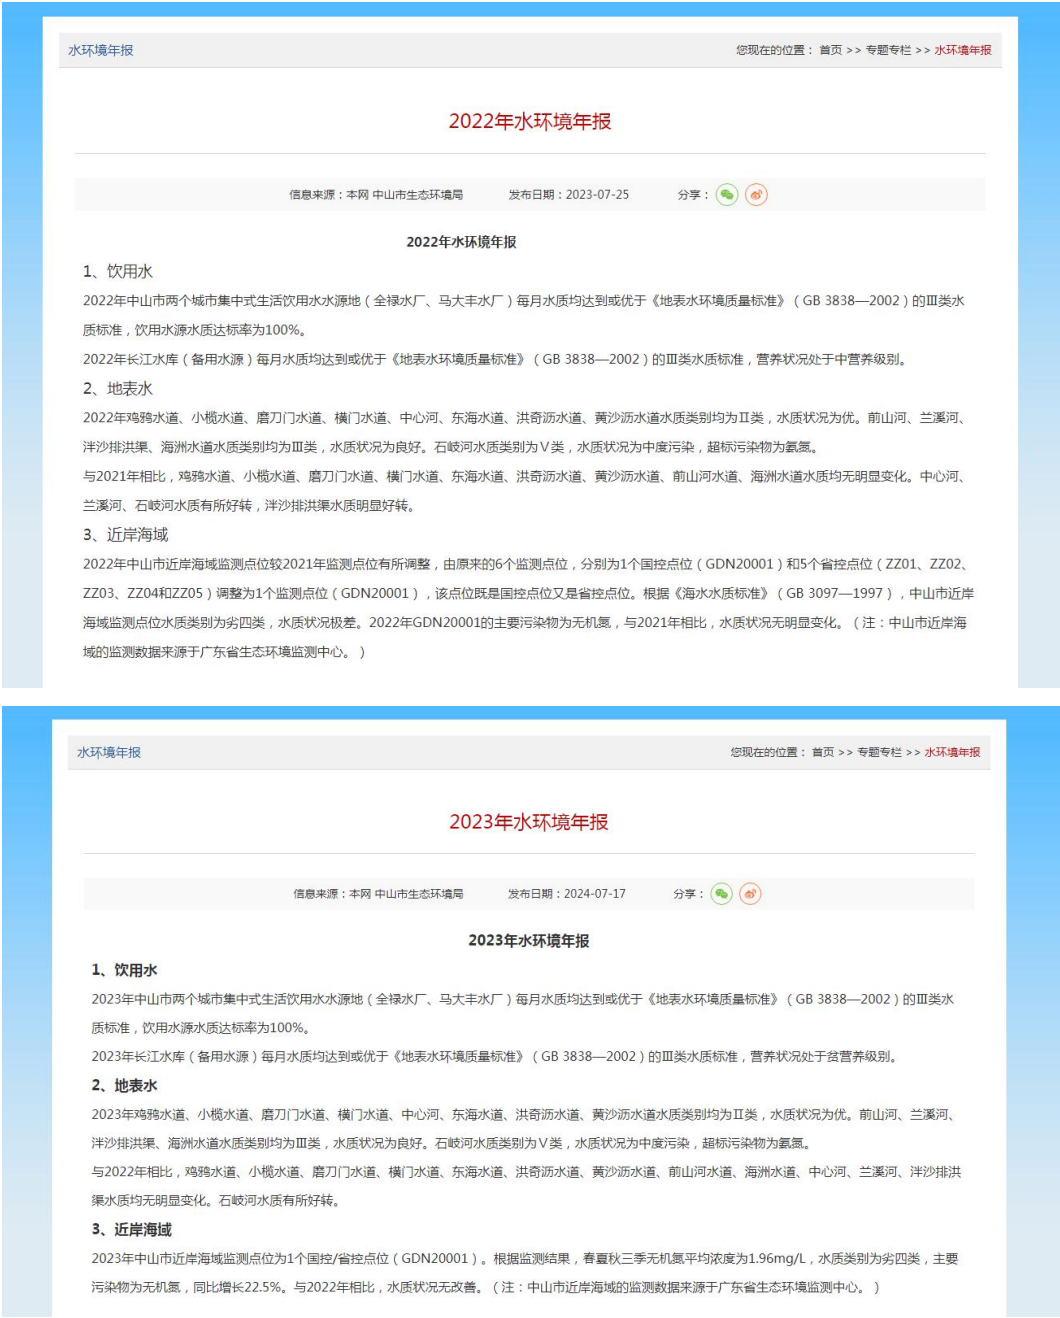 水环境年报
您现在的位置： 首页 >> 专题专栏 >> 水环境年报
2022年水环境年报
信息来源：本网 中山市生态环境局 发布日期：2023-07-25 分享：
2022年水环境年报
1、饮用水
2022年中山市两个城市集中式生活饮用水水源地（全禄水厂、马大丰水厂）每月水质均达到或优于《地表水环境质量标准》（GB 3838—2002）的Ⅲ类水
质标准，饮用水源水质达标率为100%。
2022年长江水库（备用水源）每月水质均达到或优于《地表水环境质量标准》（GB 3838—2002）的Ⅲ类水质标准，营养状况处于中营养级别。
2、地表水
2022年鸡鸦水道、小榄水道、磨刀门水道、横门水道、中心河、东海水道、洪奇沥水道、黄沙沥水道水质类别均为Ⅱ类，水质状况为优。前山河、兰溪河、
泮沙排洪渠、海洲水道水质类别均为Ⅲ类，水质状况为良好。石岐河水质类别为Ⅴ类，水质状况为中度污染，超标污染物为氨氮。
与2021年相比，鸡鸦水道、小榄水道、磨刀门水道、横门水道、东海水道、洪奇沥水道、黄沙沥水道、前山河水道、海洲水道水质均无明显变化。中心河、
兰溪河、石岐河水质有所好转，泮沙排洪渠水质明显好转。
3、近岸海域
2022年中山市近岸海域监测点位较2021年监测点位有所调整，由原来的6个监测点位，分别为1个国控点位（GDN20001）和5个省控点位（ZZ01、ZZ02、
ZZ03、ZZ04和ZZ05）调整为1个监测点位（GDN20001），该点位既是国控点位又是省控点位。根据《海水水质标准》（GB 3097—1997），中山市近岸
海域监测点位水质类别为劣四类，水质状况极差。2022年GDN20001的主要污染物为无机氮，与2021年相比，水质状况无明显变化。（注：中山市近岸海
域的监测数据来源于广东省生态环境监测中心。）
水环境年报
您现在的位置： 首页 >> 专题专栏 >> 水环境年报
2023年水环境年报
信息来源：本网 中山市生态环境局 发布日期：2024-07-17 分享：
2023年水环境年报
1、饮用水
2023年中山市两个城市集中式生活饮用水水源地（全禄水厂、马大丰水厂）每月水质均达到或优于《地表水环境质量标准》（GB 3838—2002）的Ⅲ类水
质标准，饮用水源水质达标率为100%。
2023年长江水库（备用水源）每月水质均达到或优于《地表水环境质量标准》（GB 3838—2002）的Ⅲ类水质标准，营养状况处于贫营养级别。
2、地表水
2023年鸡鸦水道、小榄水道、磨刀门水道、横门水道、中心河、东海水道、洪奇沥水道、黄沙沥水道水质类别均为Ⅱ类，水质状况为优。前山河、兰溪河、
泮沙排洪渠、海洲水道水质类别均为Ⅲ类，水质状况为良好。石岐河水质类别为Ⅴ类，水质状况为中度污染，超标污染物为氨氮。
与2022年相比，鸡鸦水道、小榄水道、磨刀门水道、横门水道、东海水道、洪奇沥水道、黄沙沥水道、前山河水道、海洲水道、中心河、兰溪河、泮沙排洪
渠水质均无明显变化。石岐河水质有所好转。
3、近岸海域
2023年中山市近岸海域监测点位为1个国控/省控点位（GDN20001）。根据监测结果，春夏秋三季无机氮平均浓度为1.96mg/L，水质类别为劣四类，主要
污染物为无机氮，同比增长22.5%。与2022年相比，水质状况无改善。（注：中山市近岸海域的监测数据来源于广东省生态环境监测中心。）